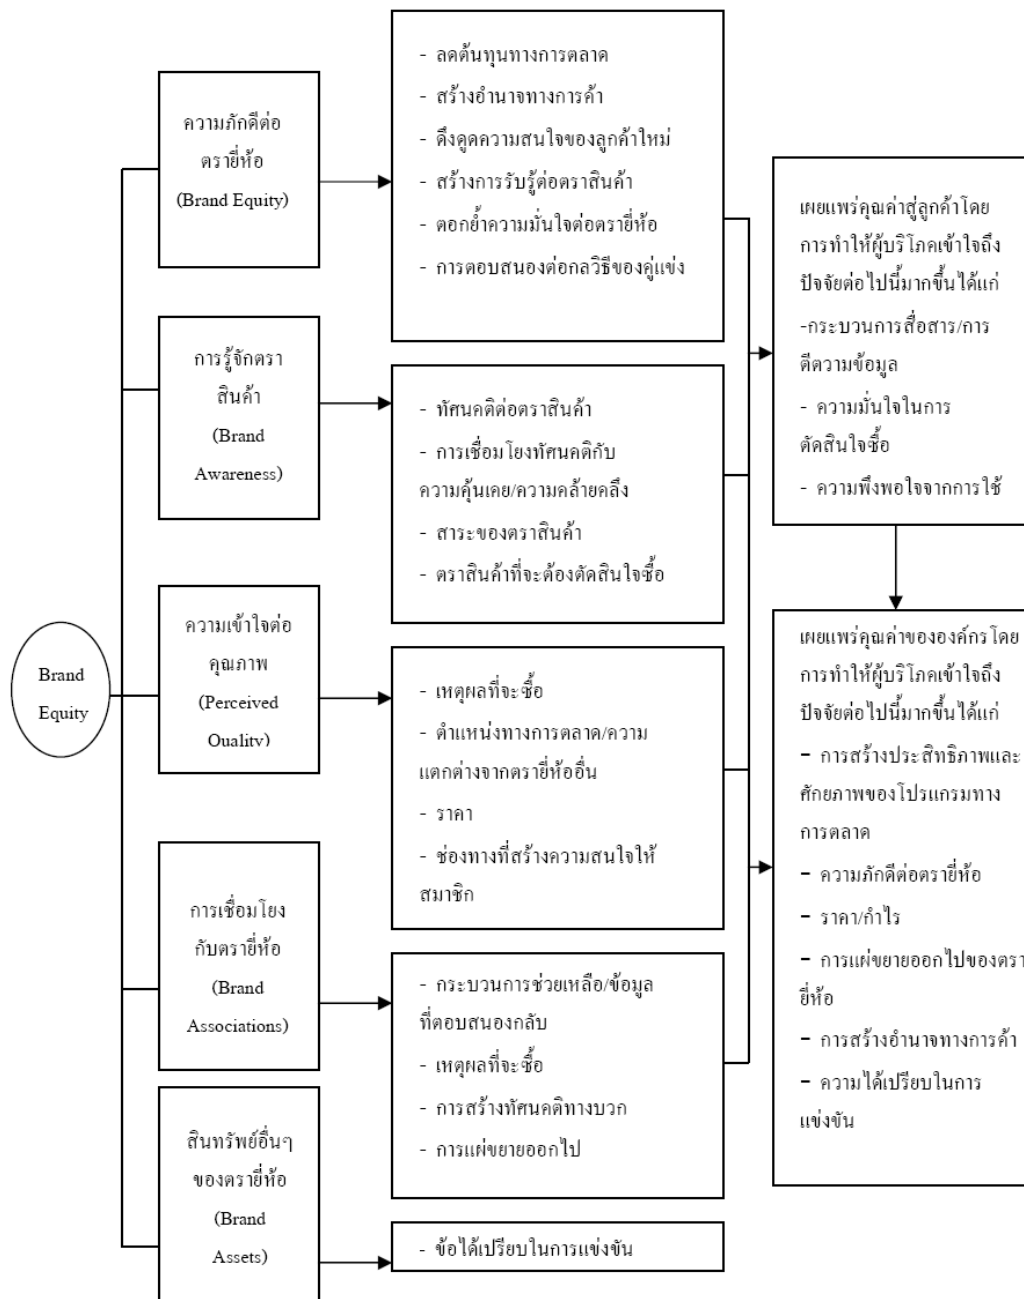 Brand
Equity
ความภักดีต่อ
ตรายี่ห้อ
(Brand Equity)
การรู้จักตรา
สินค้า
(Brand
Awareness)
ความเข้าใจต่อ
คุณภาพ
(Perceived
Quality)
การเชื่อมโยง
กับตรายี่ห้อ
(Brand
Associations)
สินทรัพย์อื่นๆ
ของตรายี่ห้อ
(Brand
Assets)
- ลดต้นทุนทางการตลาด
- สร้างอำนาจทางการค้า
- ดึงดูดความสนใจของลูกค้าใหม่
- สร้างการรับรู้ต่อตราสินค้า
- ตอกย้ำความมั่นใจต่อตรายี่ห้อ
- การตอบสนองต่อกลวิธีของคู่แข่ง
- ทัศนคติต่อตราสินค้า
- การเชื่อมโยงทัศนคติกับ
ความคุ้นเคย/ความคล้ายคลึง
- สาระของตราสินค้า
- ตราสินค้าที่จะต้องตัดสินใจซื้อ
- เหตุผลที่จะซื้อ
- ตำแหน่งทางการตลาด/ความ
แตกต่างจากตรายี่ห้ออื่น
- ราคา
- ช่องทางที่สร้างความสนใจให้
สมาชิก
- กระบวนการช่วยเหลือ/ข้อมูล
ที่ตอบสนองกลับ
- เหตุผลที่จะซื้อ
- การสร้างทัศนคติทางบวก
- การแผ่ขยายออกไป
- ข้อได้เปรียบในการแข่งขัน
เผยแพร่คุณค่าสู่ลูกค้าโดย
การทำให้ผู้บริโภคเข้าใจถึง
ปัจจัยต่อไปนี้มากขึ้นได้แก่
-กระบวนการสื่อสาร/การ
ตีความข้อมูล
- ความมั่นใจในการ
ตัดสินใจซื้อ
- ความพึงพอใจจากการใช้
เผยแพร่คุณค่าขององค์กรโดย
การทำให้ผู้บริโภคเข้าใจถึง
ปัจจัยต่อไปนี้มากขึ้นได้แก่
- การสร้างประสิทธิภาพและ
ศักยภาพของโปรแกรมทาง
การตลาด
- ความภักดีต่อตรายี่ห้อ
- ราคา/กำไร
- การแผ่ขยายออกไปของตรา
ยี่ห้อ
- การสร้างอำนาจทางการค้า
- ความได้เปรียบในการ
แข่งขัน